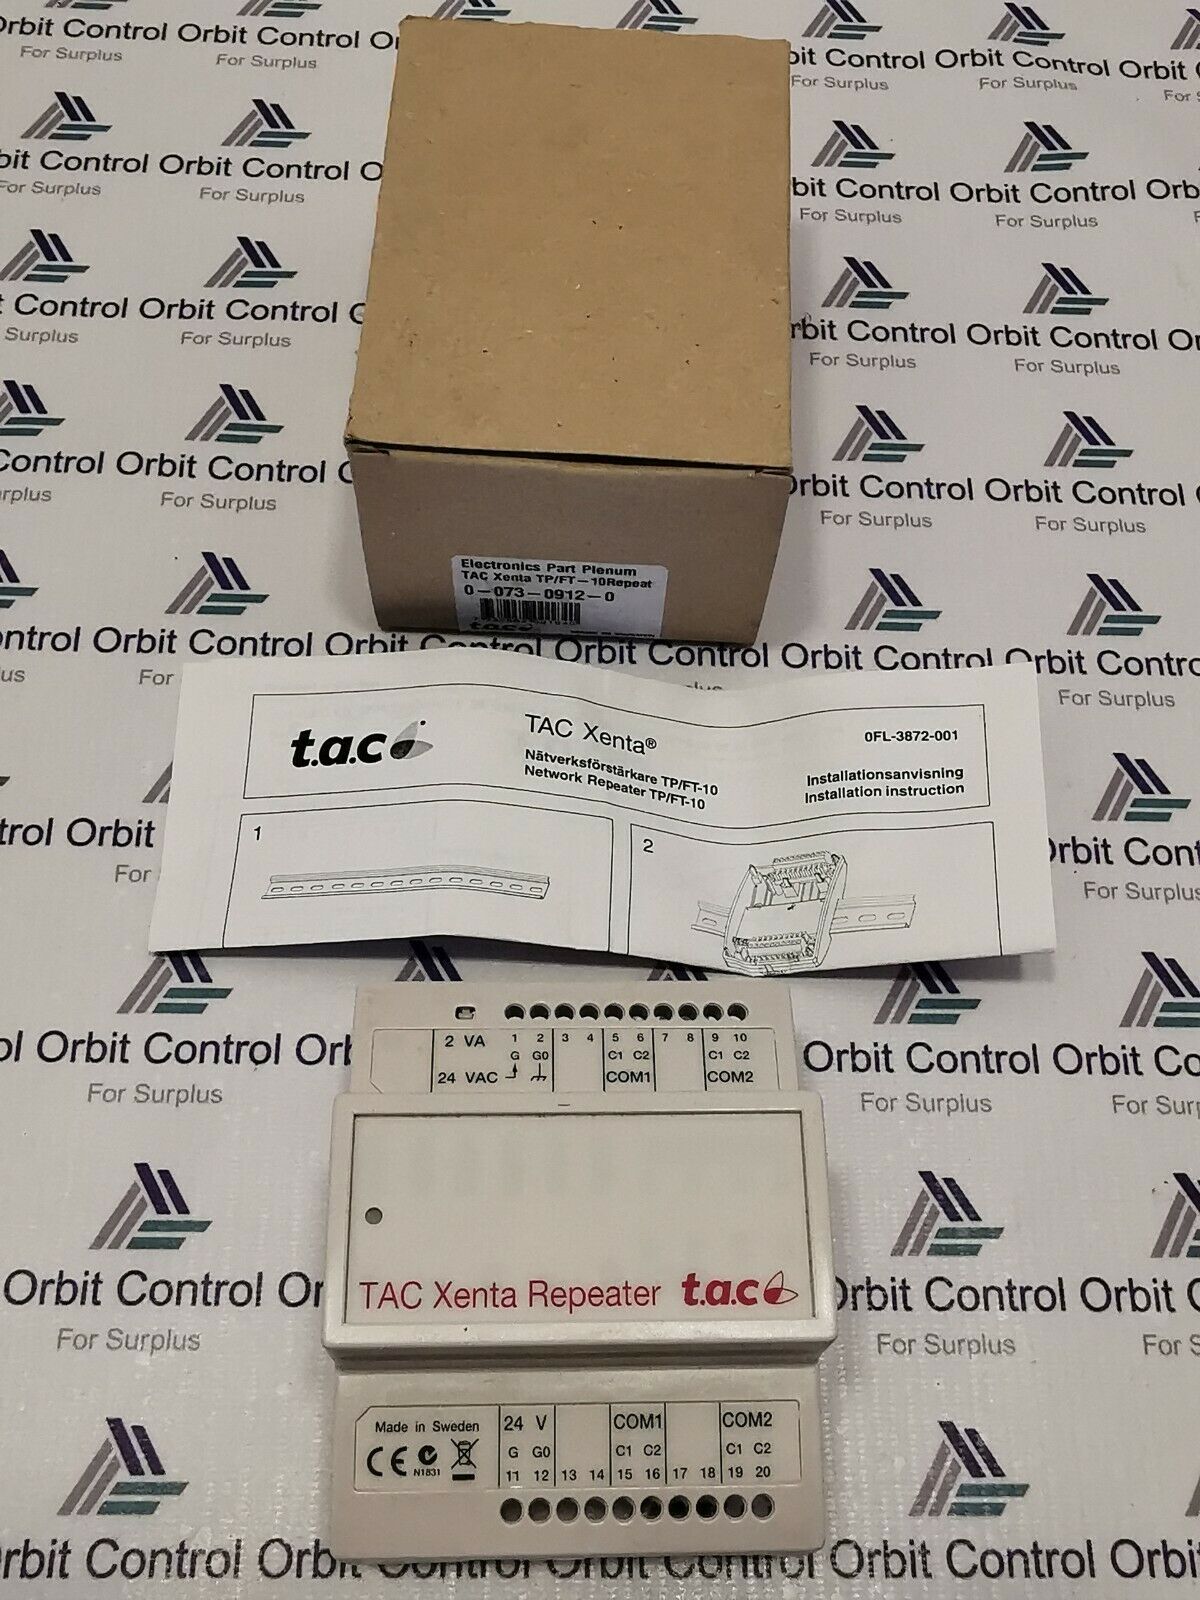 Orbit Control
For Surplus
Electronics Part Plenum
TAC Xenta TP/FT-10Repeat
0-073-0912-0
t.a.c
t.a.c
TAC Xenta®
Nätverksförstärkare TP/FT-10
Network Repeater TP/FT-10
0FL-3872-001
Installationsanvisning
Installation instruction
1
2
2 VA 1 2 3 4 5 6 7 8 9 10
G G0 C1 C2 C1 C2
24 VAC COM1 COM2
TAC Xenta Repeater t.a.c
Made in Sweden 24 V COM1 COM2
CE N1831 G G0 C1 C2 C1 C2
11 12 13 14 15 16 17 18 19 20